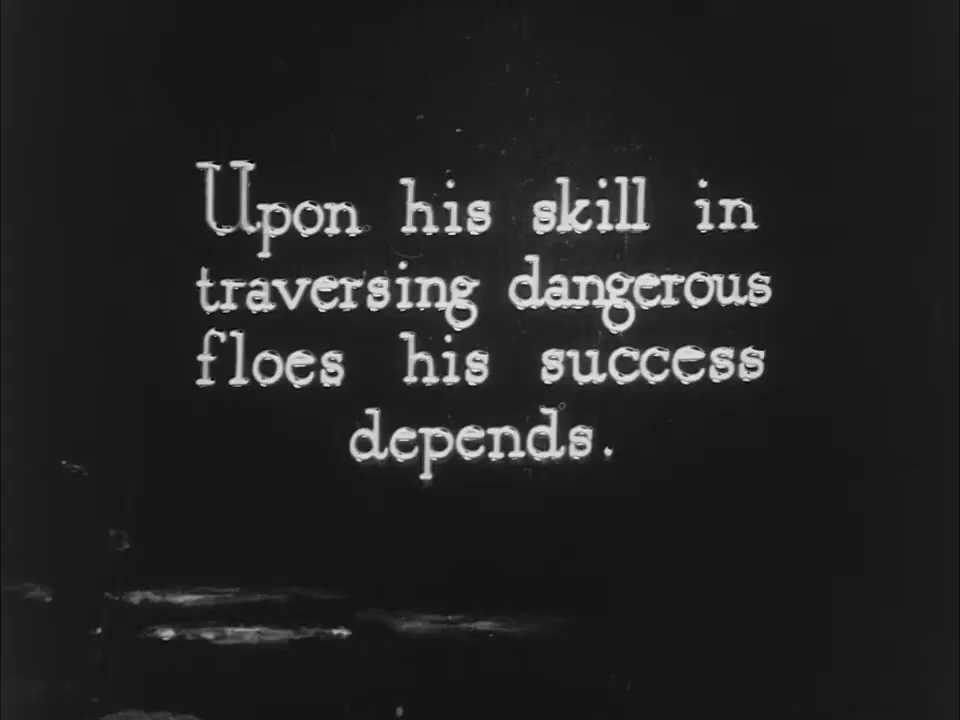 Upon his skill in
traversing dangerous
floes his success
depends.